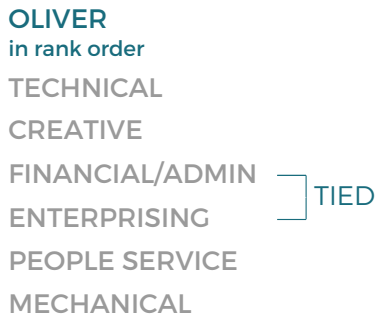 OLIVER
in rank order
TECHNICAL
CREATIVE
FINANCIAL/ADMIN
TIED
ENTERPRISING
PEOPLE SERVICE
MECHANICAL